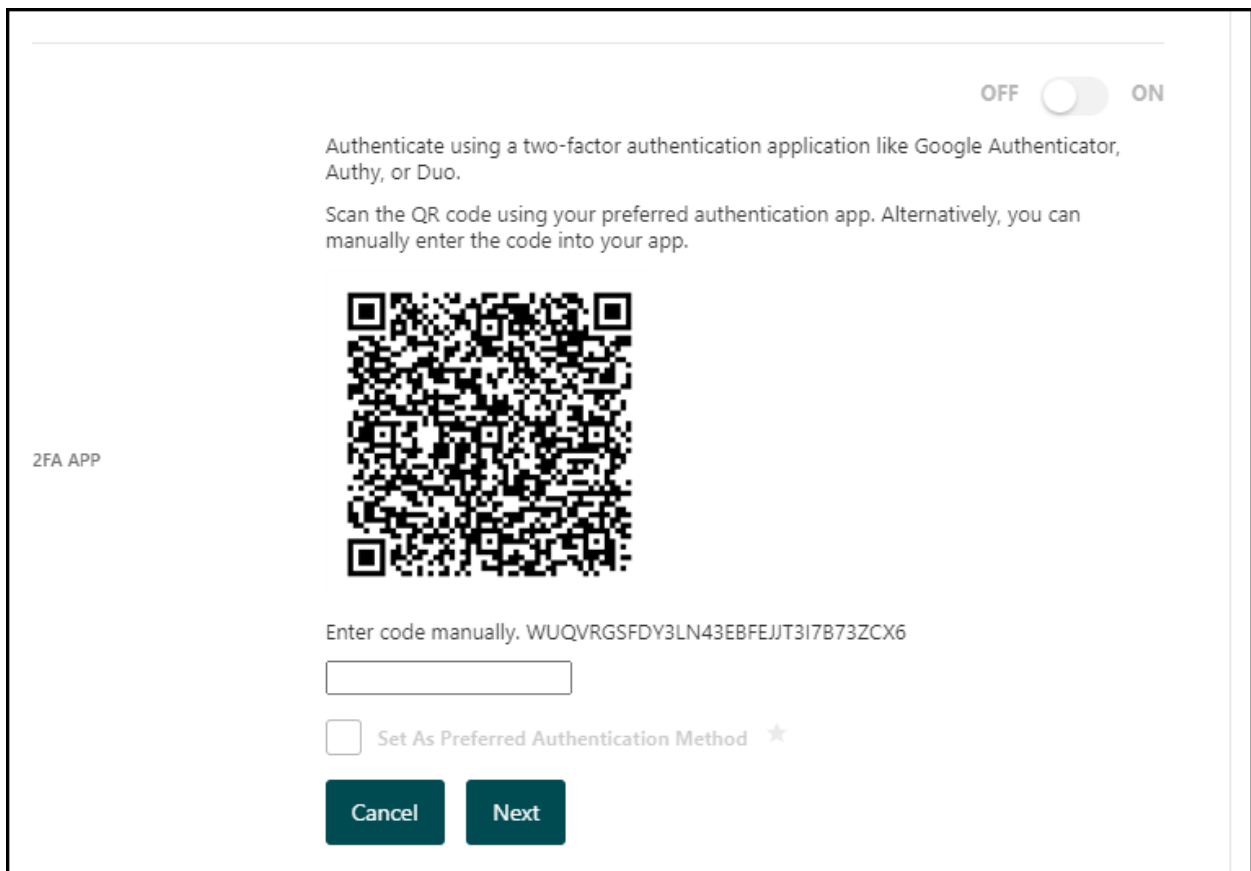 OFF ON
Authenticate using a two-factor authentication application like Google Authenticator,
Authy, or Duo.
Scan the QR code using your preferred authentication app. Alternatively, you can
manually enter the code into your app.
2FA APP
Enter code manually. WUQVRGSFDY3LN43EBFEJJT3I7B73ZCX6
Set As Preferred Authentication Method
Cancel Next